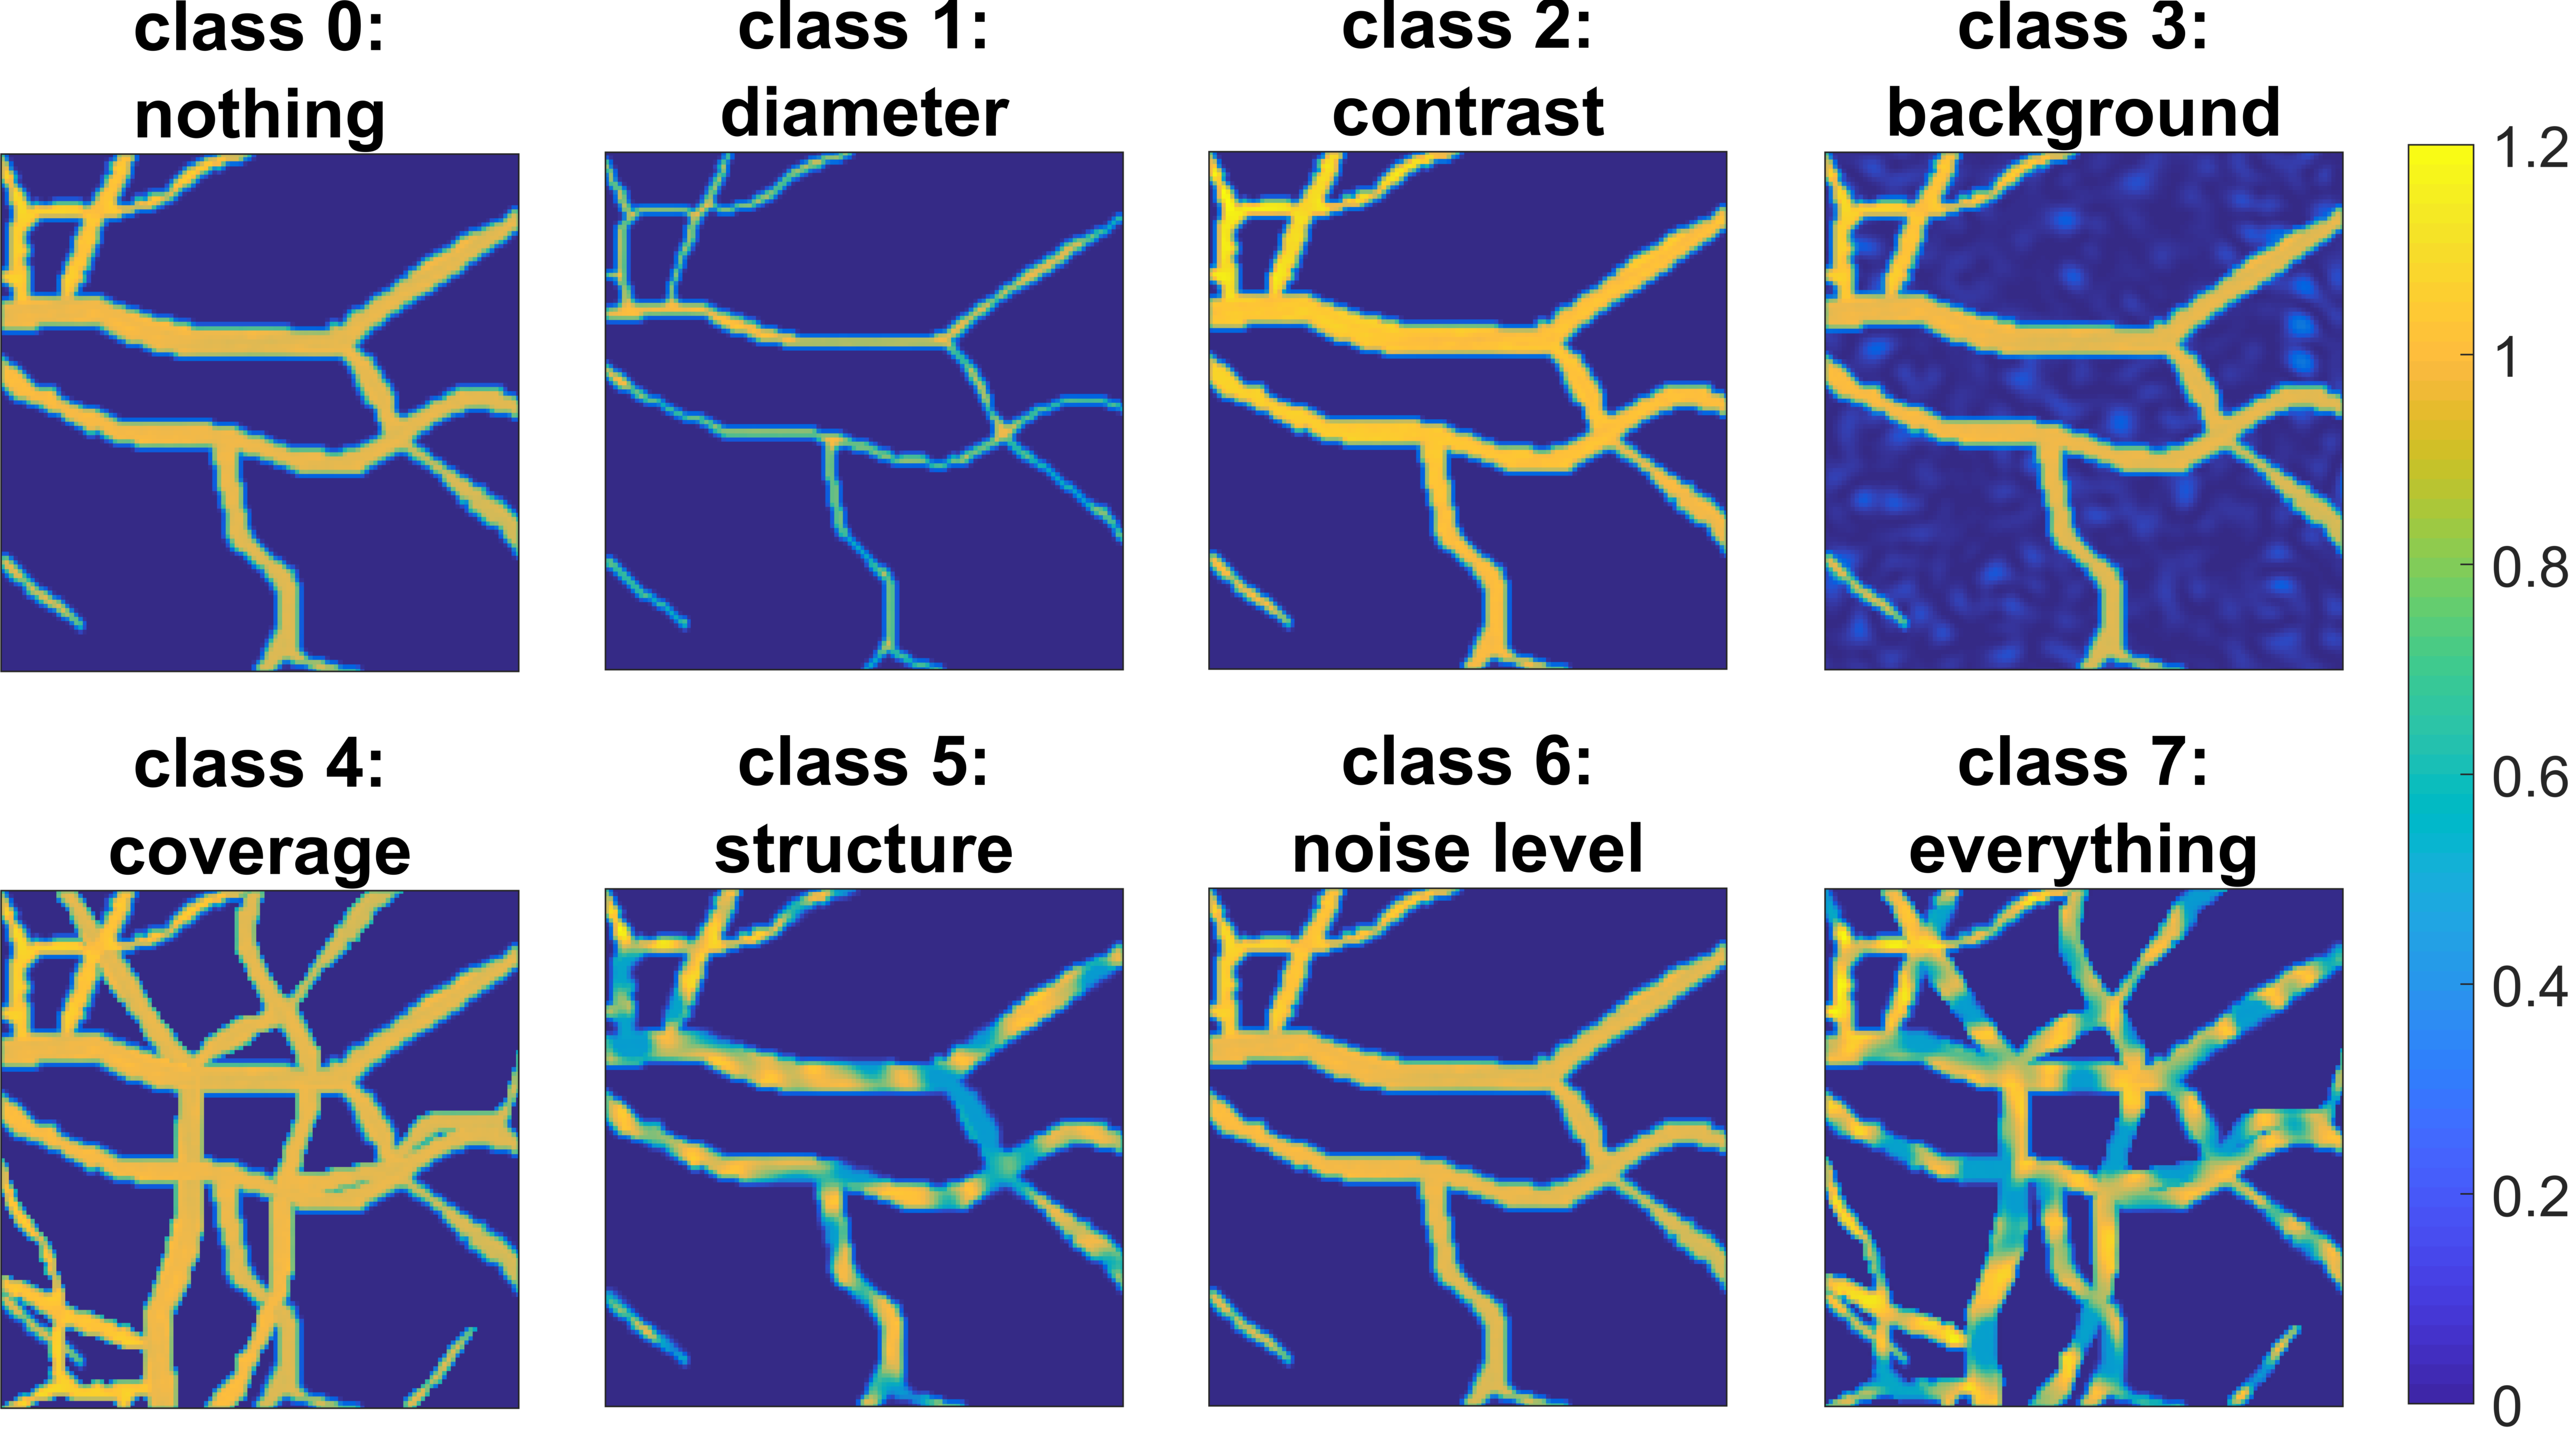 class 0:
nothing
class 1:
diameter
class 2:
contrast
class 3:
background
class 4:
coverage
class 5:
structure
class 6:
noise level
class 7:
everything
1.2
1
0.8
0.6
0.4
0.2
0